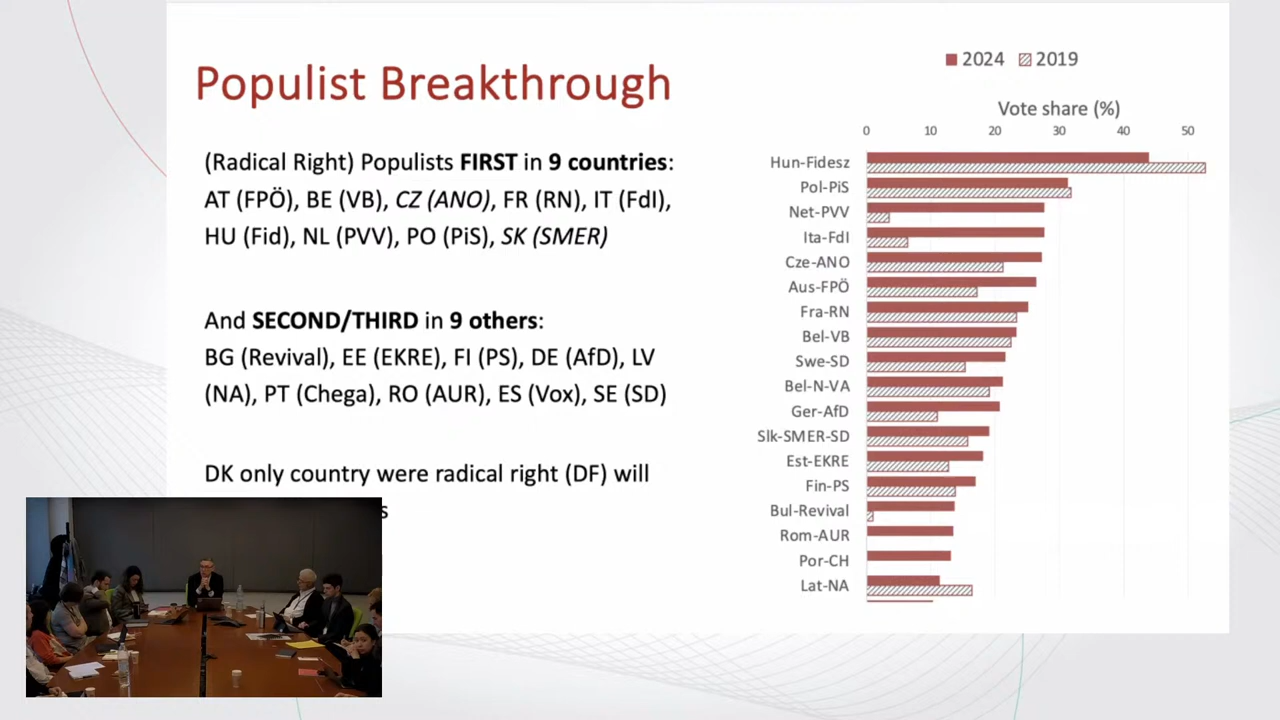 Populist Breakthrough
(Radical Right) Populists FIRST in 9 countries:
AT (FPÖ), BE (VB), CZ (ANO), FR (RN), IT (FdI),
HU (Fid), NL (PVV), PO (PiS), SK (SMER)
And SECOND/THIRD in 9 others:
BG (Revival), EE (EKRE), FI (PS), DE (AfD), LV
(NA), PT (Chega), RO (AUR), ES (Vox), SE (SD)
DK only country were radical right (DF) will
s
2024 2019
Vote share (%)
0 10 20 30 40 50
Hun-Fidesz
Pol-PiS
Net-PVV
Ita-FdI
Cze-ANO
Aus-FPÖ
Fra-RN
Bel-VB
Swe-SD
Bel-N-VA
Ger-AfD
Slk-SMER-SD
Est-EKRE
Fin-PS
Bul-Revival
Rom-AUR
Por-CH
Lat-NA